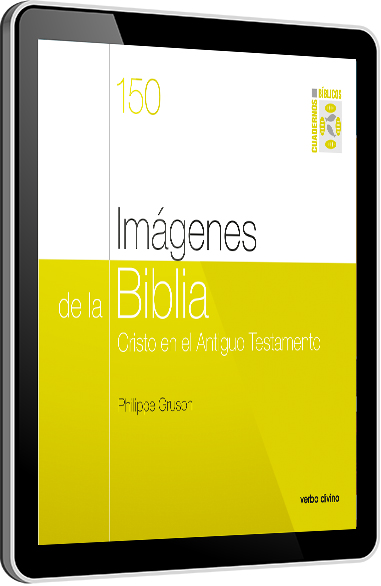 150
CUADERNOS BÍBLICOS
Imágenes
de la Biblia
Cristo en el Antiguo Testamento
Philippe Gruson
verbo divino